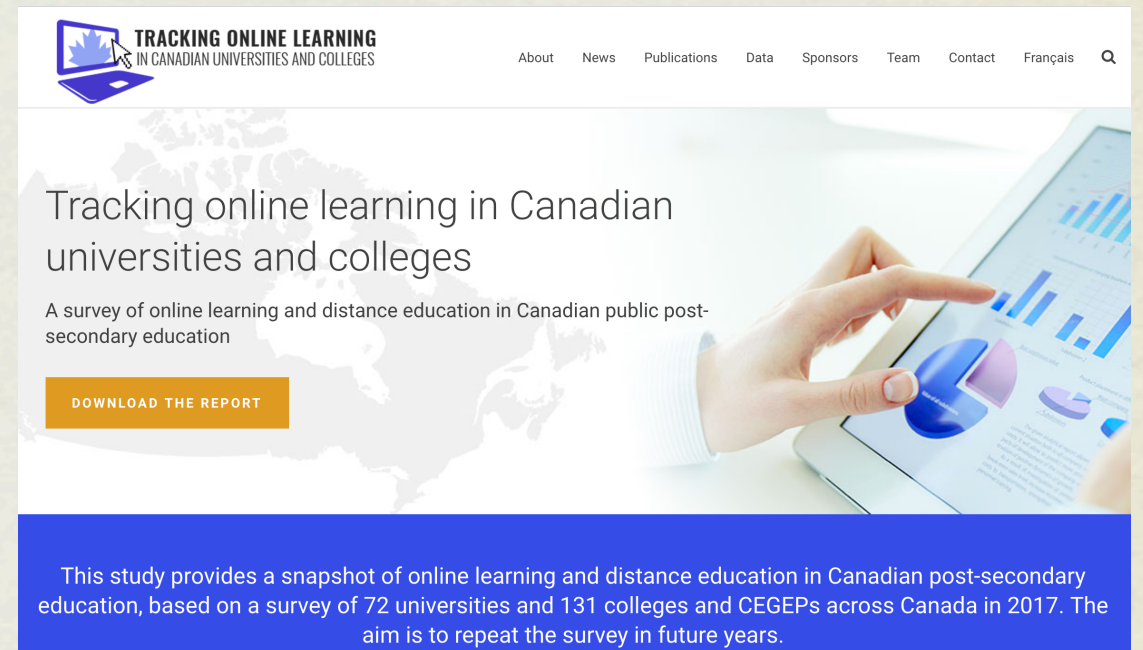 TRACKING ONLINE LEARNING
IN CANADIAN UNIVERSITIES AND COLLEGES
About News Publications Data Sponsors Team Contact Français
Tracking online learning in Canadian
universities and colleges
A survey of online learning and distance education in Canadian public post-
secondary education
DOWNLOAD THE REPORT
This study provides a snapshot of online learning and distance education in Canadian post-secondary
education, based on a survey of 72 universities and 131 colleges and CEGEPs across Canada in 2017. The
aim is to repeat the survey in future years.